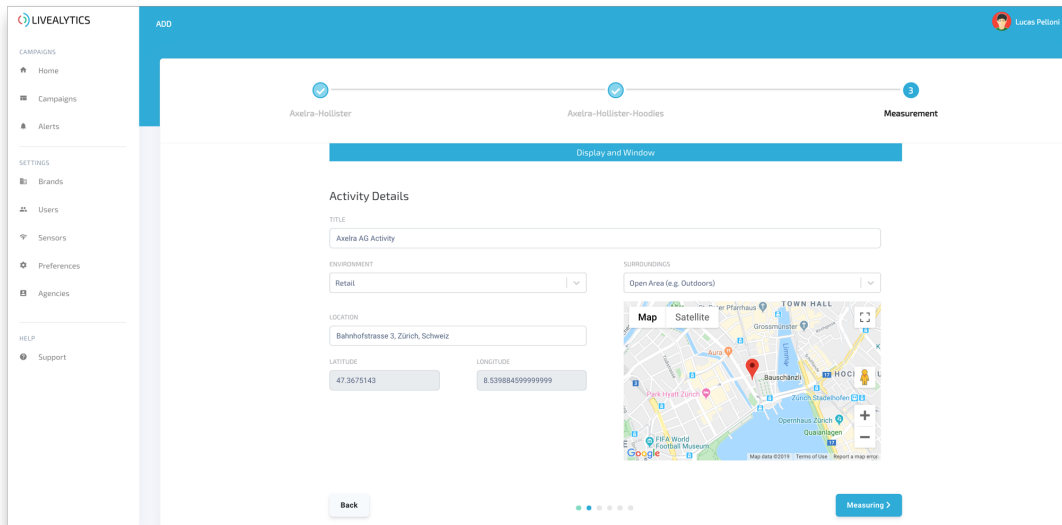 LIVEALYTICS
ADD
Lucas Pelloni
CAMPAIGNS
Home
Campaigns
Alerts
SETTINGS
Brands
Users
Sensors
Preferences
Agencies
HELP
Support
3
Axelra-Hollister
Axelra-Hollister-Hoodies
Measurement
Display and Window
Activity Details
TITLE
Axelra AG Activity
ENVIRONMENT
SURROUNDINGS
Retail
Open Area (e.g. Outdoors)
LOCATION
Bahnhofstrasse 3, Zürich, Schweiz
LATITUDE
LONGITUDE
47.3675143
8.539884599999999
Map
Satellite
Pfarrhaus
TOWN HALL
Grossmünster
Limmat
Aura
Bauschänzli
Park Hyatt Zürich
Zürich Stadelhofen
Opernhaus Zürich
Quaianlagen
FIFA World
Football Museum
Google
Map data ©2019
Terms of Use
Report a map error
Back
Measuring